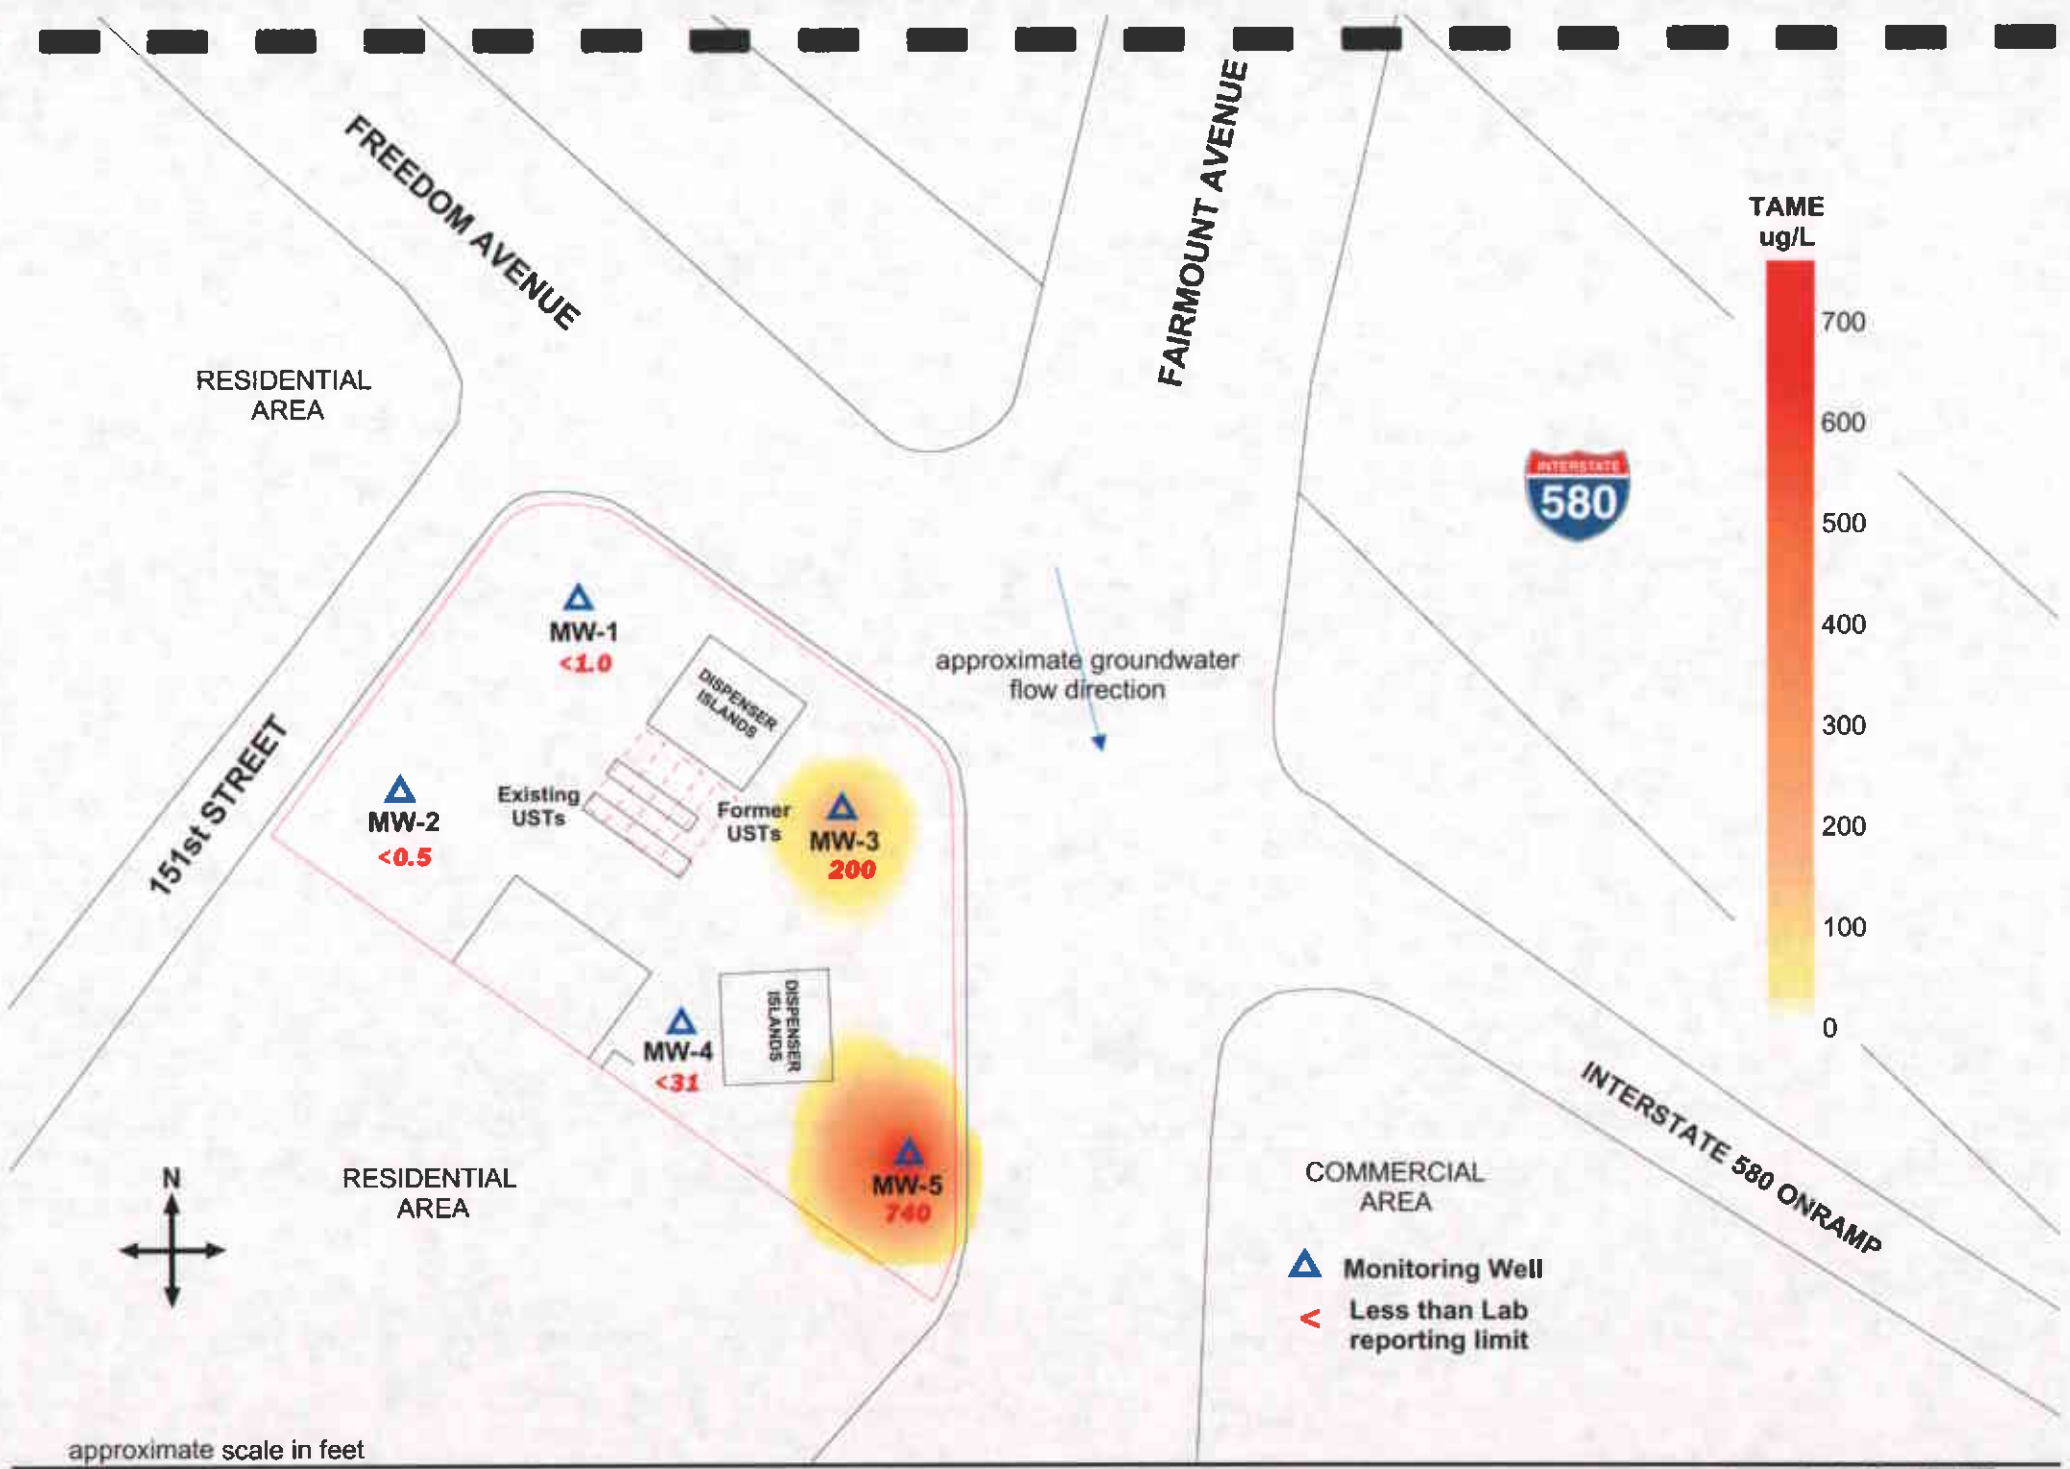 FREEDOM AVENUE
FAIRMOUNT AVENUE
TAME
ug/L
700
600
500
400
300
200
100
0
RESIDENTIAL
AREA
INTERSTATE
580
MW-1
<1.0
DISPENSER
ISLANDS
approximate groundwater
flow direction
151st STREET
MW-2
<0.5
Existing
USTs
Former
USTs
MW-3
200
DISPENSER
ISLANDS
MW-4
<31
MW-5
740
INTERSTATE 580 ONRAMP
N
RESIDENTIAL
AREA
COMMERCIAL
AREA
Monitoring Well
< Less than Lab
reporting limit
approximate scale in feet